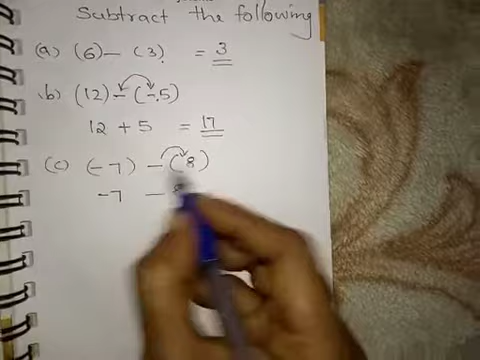 Subtract the following
(a) (6) - (3) = 3
b) (12) - (-5)
12 + 5 = 17
(c) (-7) - (8)
-7 -